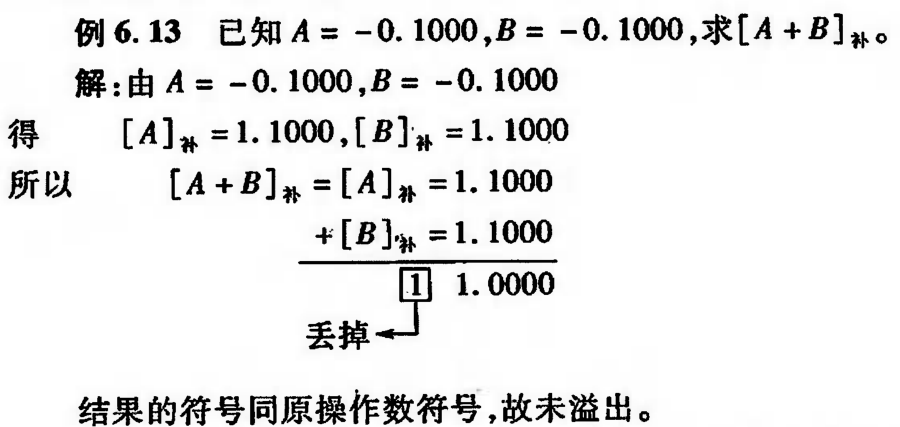 例 6.13 已知 A = -0.1000,B = -0.1000,求[A+B]补。
解:由 A = -0.1000,B = -0.1000
得 [A]补 =1.1000,[B]补 =1.1000
所以 [A+B]补 =[A]补 =1.1000
+[B]补 =1.1000
1 1.0000
丢掉
结果的符号同原操作数符号,故未溢出。